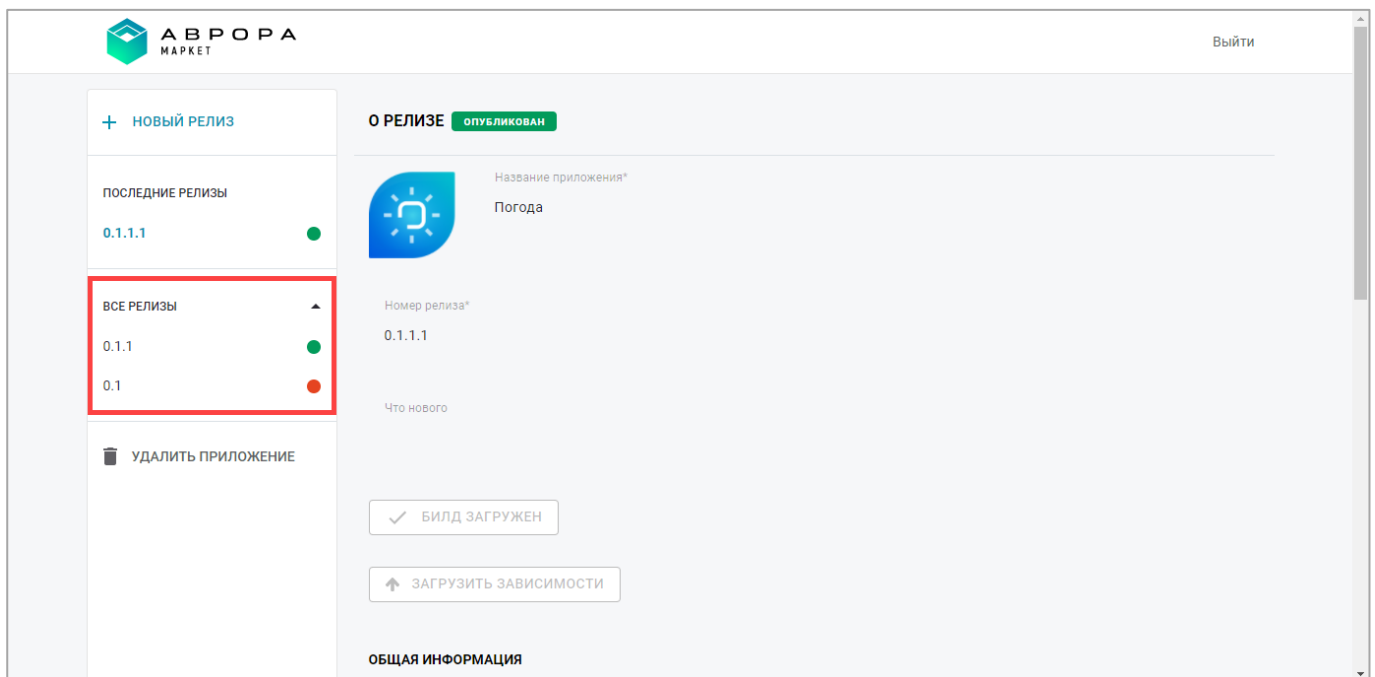 АВРОРА
МАРКЕТ
Выйти
НОВЫЙ РЕЛИЗ
ПОСЛЕДНИЕ РЕЛИЗЫ
0.1.1.1
ВСЕ РЕЛИЗЫ
0.1.1
0.1
УДАЛИТЬ ПРИЛОЖЕНИЕ
О РЕЛИЗЕ ОПУБЛИКОВАН
Название приложения*
Погода
Номер релиза*
0.1.1.1
Что нового
БИЛД ЗАГРУЖЕН
ЗАГРУЗИТЬ ЗАВИСИМОСТИ
ОБЩАЯ ИНФОРМАЦИЯ